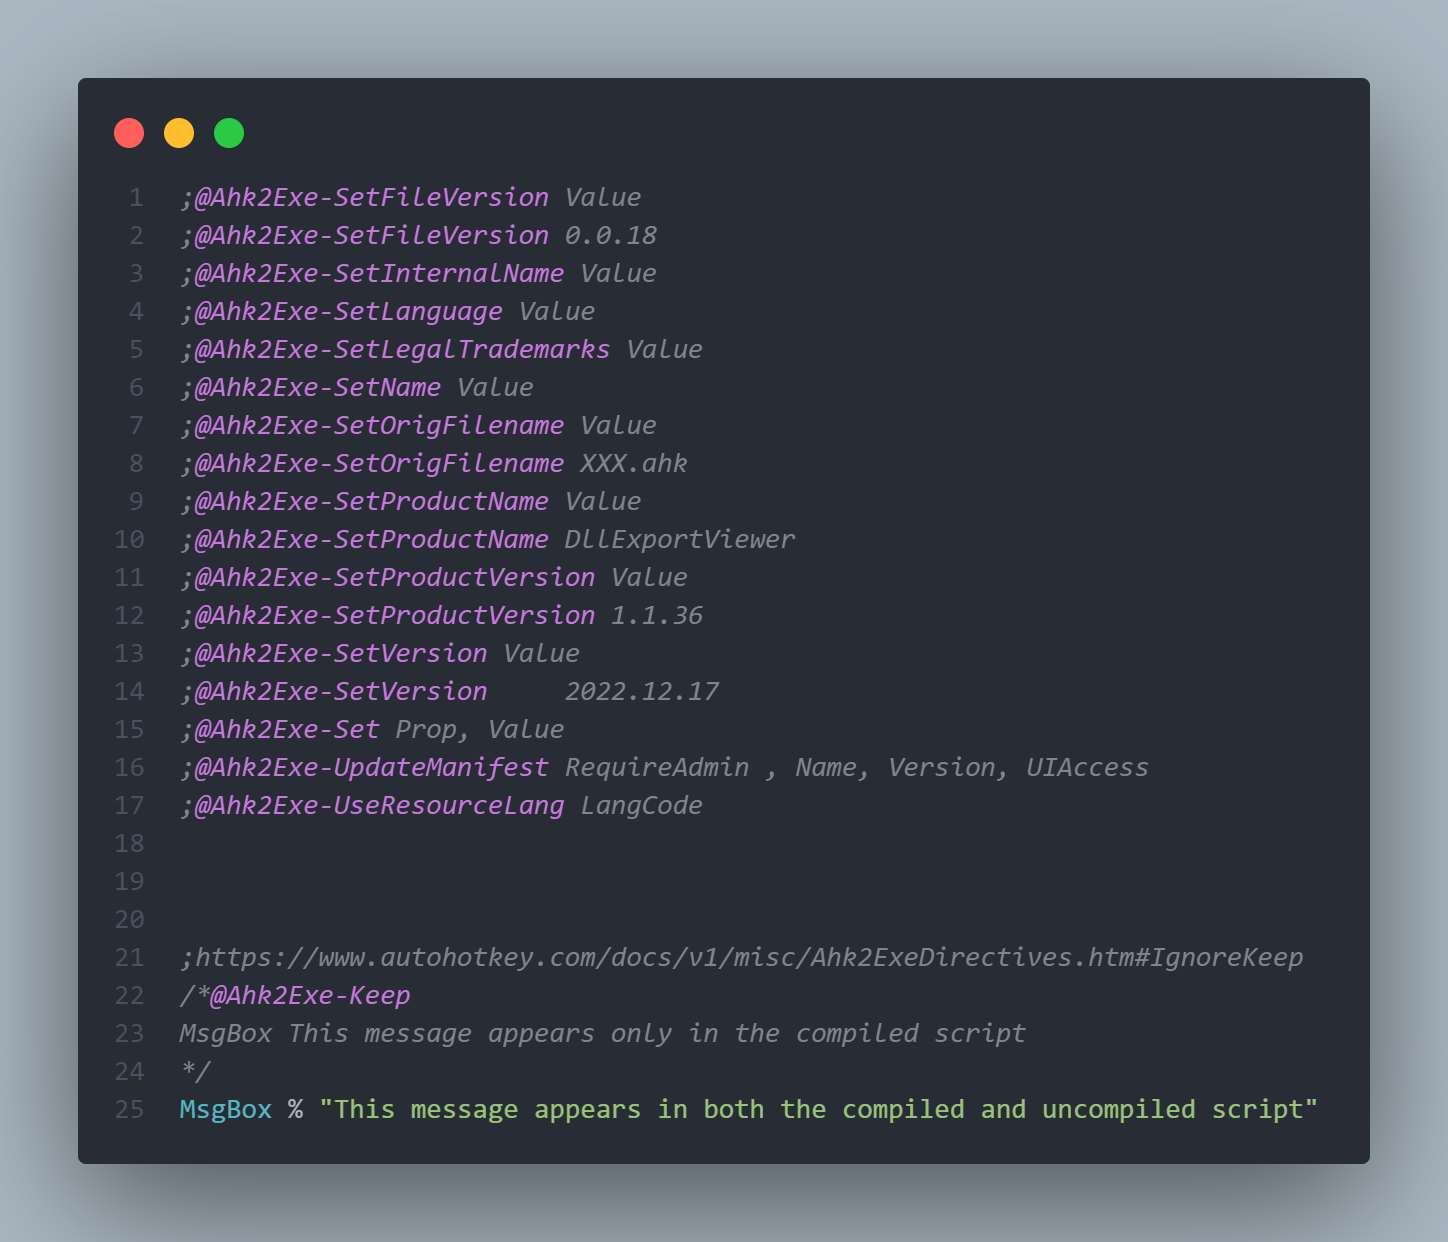 1 ;@Ahk2Exe-SetFileVersion Value
2 ;@Ahk2Exe-SetFileVersion 0.0.18
3 ;@Ahk2Exe-SetInternalName Value
4 ;@Ahk2Exe-SetLanguage Value
5 ;@Ahk2Exe-SetLegalTrademarks Value
6 ;@Ahk2Exe-SetName Value
7 ;@Ahk2Exe-SetOrigFilename Value
8 ;@Ahk2Exe-SetOrigFilename XXX.ahk
9 ;@Ahk2Exe-SetProductName Value
10 ;@Ahk2Exe-SetProductName DllExportViewer
11 ;@Ahk2Exe-SetProductVersion Value
12 ;@Ahk2Exe-SetProductVersion 1.1.36
13 ;@Ahk2Exe-SetVersion Value
14 ;@Ahk2Exe-SetVersion     2022.12.17
15 ;@Ahk2Exe-Set Prop, Value
16 ;@Ahk2Exe-UpdateManifest RequireAdmin , Name, Version, UIAccess
17 ;@Ahk2Exe-UseResourceLang LangCode
18
19
20
21 ;https://www.autohotkey.com/docs/v1/misc/Ahk2ExeDirectives.htm#IgnoreKeep
22 /*@Ahk2Exe-Keep
23 MsgBox This message appears only in the compiled script
24 */
25 MsgBox % "This message appears in both the compiled and uncompiled script"